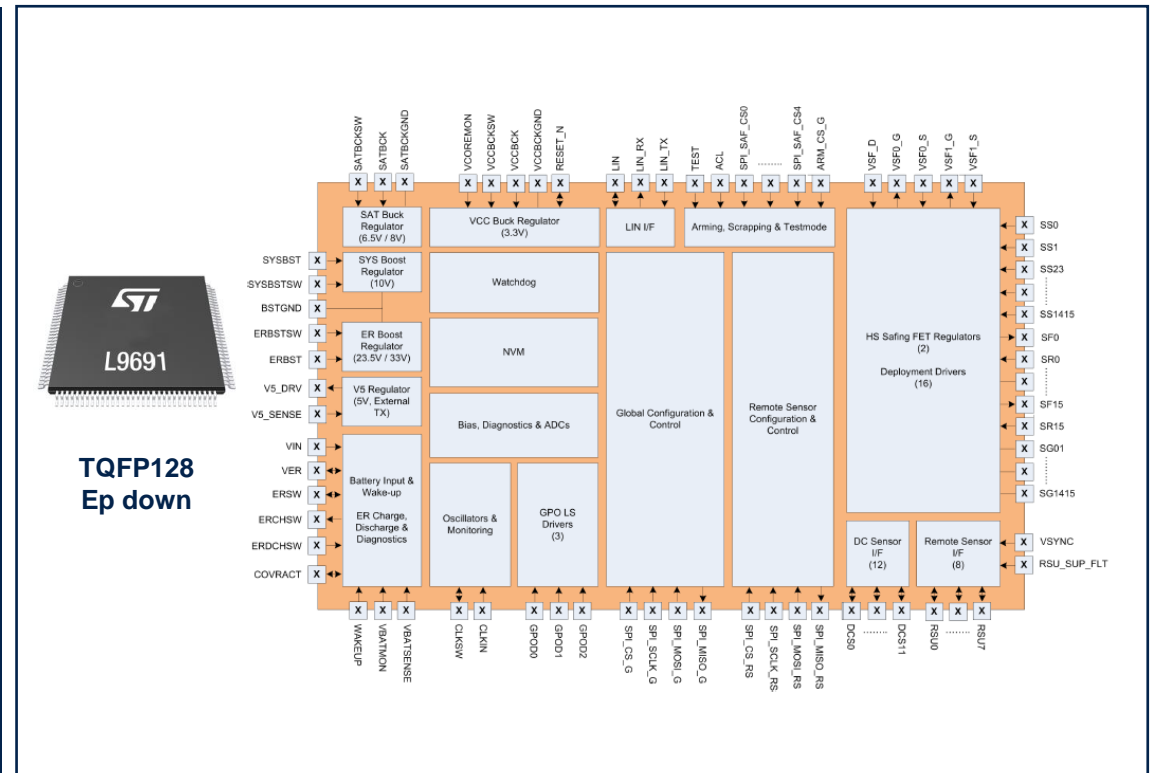 SATBCKSW
SATBCK
SATBCKGND
VCOREMON
VCCBCKSW
VCCBCK
VCCBCKGND
RESET_N
LIN
LIN_RX
LIN_TX
TEST
ACL
SPI_SAF_CS0
........
SPI_SAF_CS4
ARM_CS_G
VSF_D
VSF0_G
VSF0_S
VSF1_G
VSF1_S
SAT Buck
Regulator
(6.5V / 8V)
VCC Buck Regulator
(3.3V)
LIN I/F
Arming, Scrapping & Testmode
SYSBST
SYSBSTSW
BSTGND
ERBSTSW
ERBST
V5_DRV
V5_SENSE
VIN
VER
ERSW
ERCHSW
ERDCHSW
COVRACT
SYS Boost
Regulator
(10V)
ER Boost
Regulator
(23.5V / 33V)
V5 Regulator
(5V, External
TX)
Battery Input &
Wake-up
ER Charge,
Discharge &
Diagnostics
Watchdog
NVM
Bias, Diagnostics & ADCs
Oscillators &
Monitoring
GPO LS
Drivers
(3)
Global Configuration &
Control
Remote Sensor
Configuration &
Control
HS Safing FET Regulators
(2)
Deployment Drivers
(16)
DC Sensor
I/F
(12)
Remote Sensor
I/F
(8)
SS0
SS1
SS23
SS1415
SF0
SR0
SF15
SR15
SG01
SG1415
VSYNC
RSU_SUP_FLT
WAKEUP
VBATMON
VBATSENSE
CLKSW
CLKIN
GPOD0
GPOD1
GPOD2
SPI_CS_G
SPI_SCLK_G
SPI_MOSI_G
SPI_MISO_G
SPI_CS_RS
SPI_SCLK_RS
SPI_MOSI_RS
SPI_MISO_RS
DCS0
........
DCS11
RSU0
........
RSU7
ST
L9691
TQFP128
Ep down